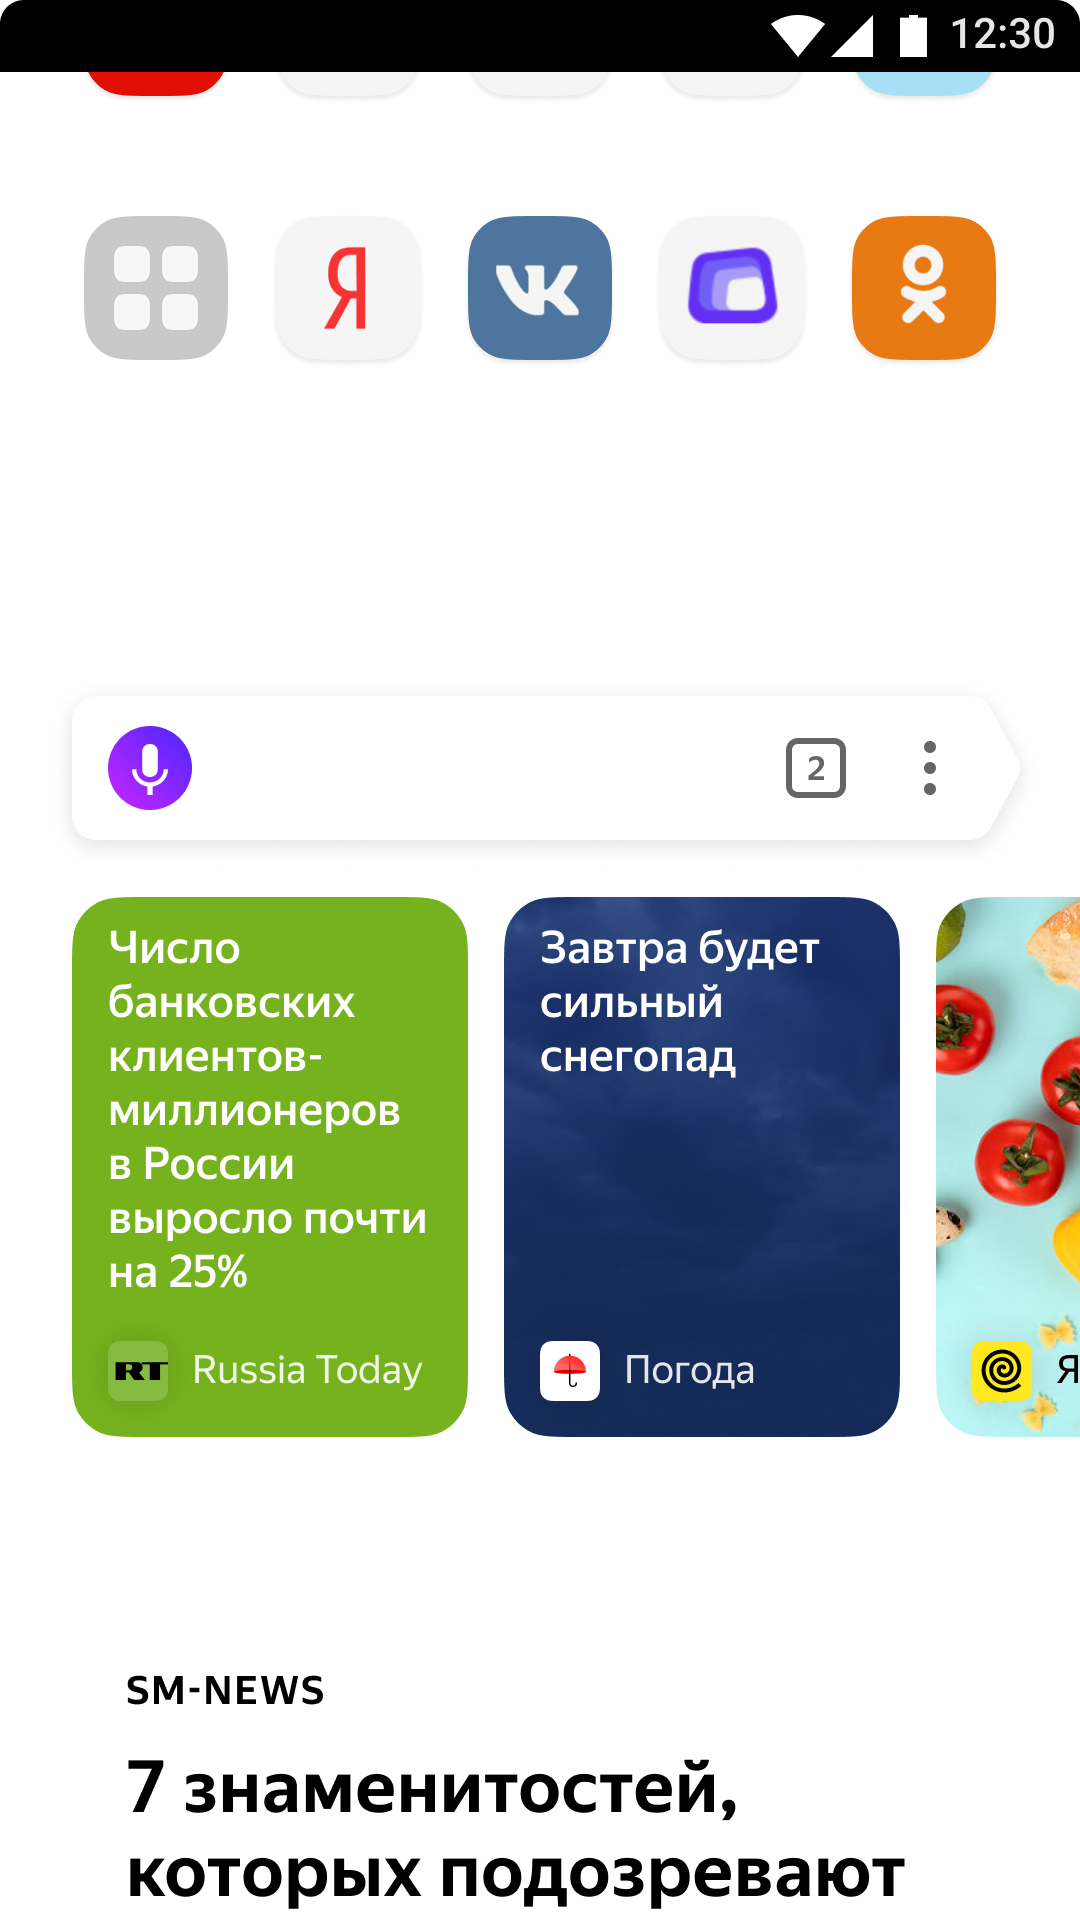 12:30
Я
2
Число
банковских
клиентов-
миллионеров
в России
выросло почти
на 25%
RT
Russia Today
Завтра будет
сильный
снегопад
Погода
Я
SM-NEWS
7 знаменитостей,
которых подозревают